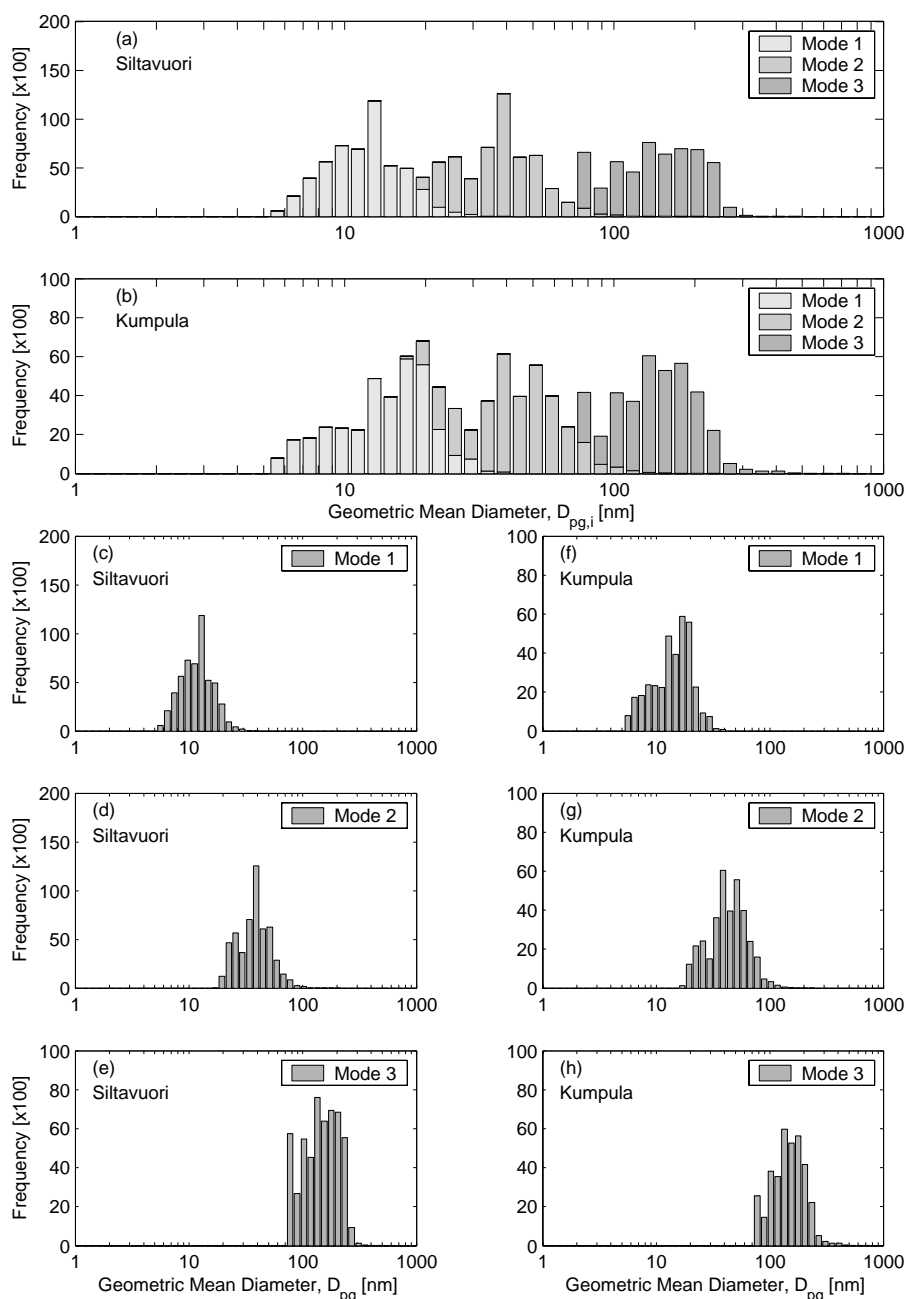 (a)
Siltavuori
Mode 1
Mode 2
Mode 3
Frequency [x100]
200
150
100
50
0
1 10 100 1000
(b)
Kumpula
Mode 1
Mode 2
Mode 3
Frequency [x100]
100
80
60
40
20
0
1 10 100 1000
Geometric Mean Diameter, D_pg,i [nm]
(c)
Siltavuori
Mode 1
Frequency [x100]
200
150
100
50
0
1 10 100 1000
(f)
Kumpula
Mode 1
100
80
60
40
20
0
1 10 100 1000
(d)
Siltavuori
Mode 2
Frequency [x100]
200
150
100
50
0
1 10 100 1000
(g)
Kumpula
Mode 2
100
80
60
40
20
0
1 10 100 1000
(e)
Siltavuori
Mode 3
Frequency [x100]
100
80
60
40
20
0
1 10 100 1000
Geometric Mean Diameter, D_pg [nm]
(h)
Kumpula
Mode 3
100
80
60
40
20
0
1 10 100 1000
Geometric Mean Diameter, D_pg [nm]